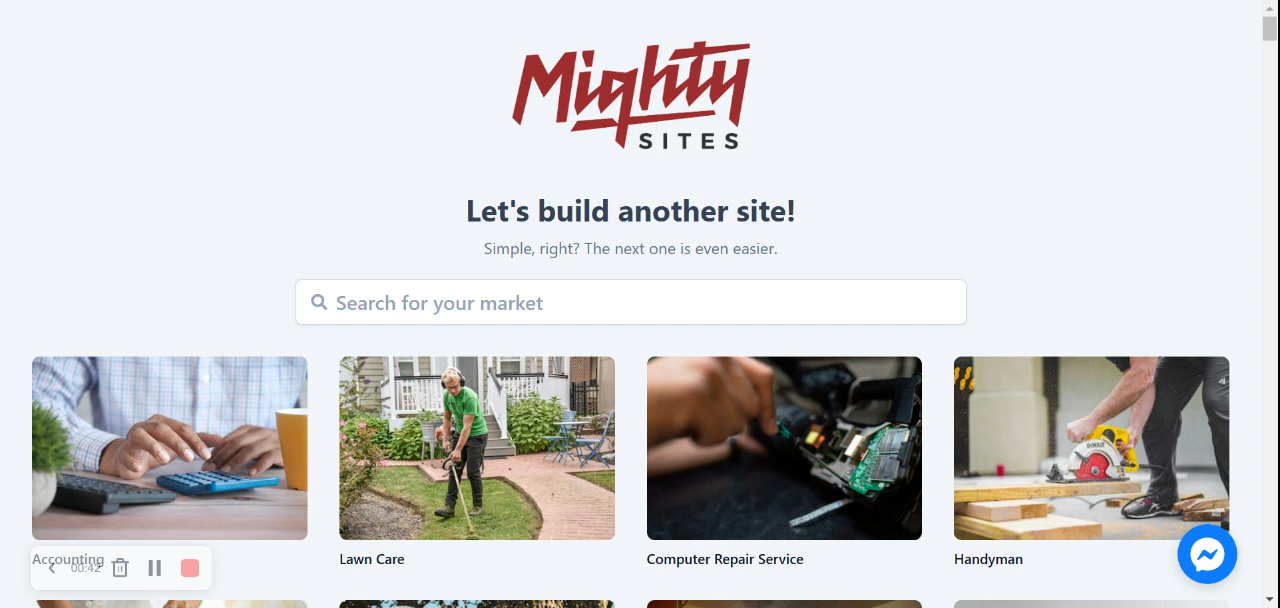 Mighty
SITES
Let's build another site!
Simple, right? The next one is even easier.
Search for your market
DEWALT
Accounting
Lawn Care
Computer Repair Service
Handyman
00:42